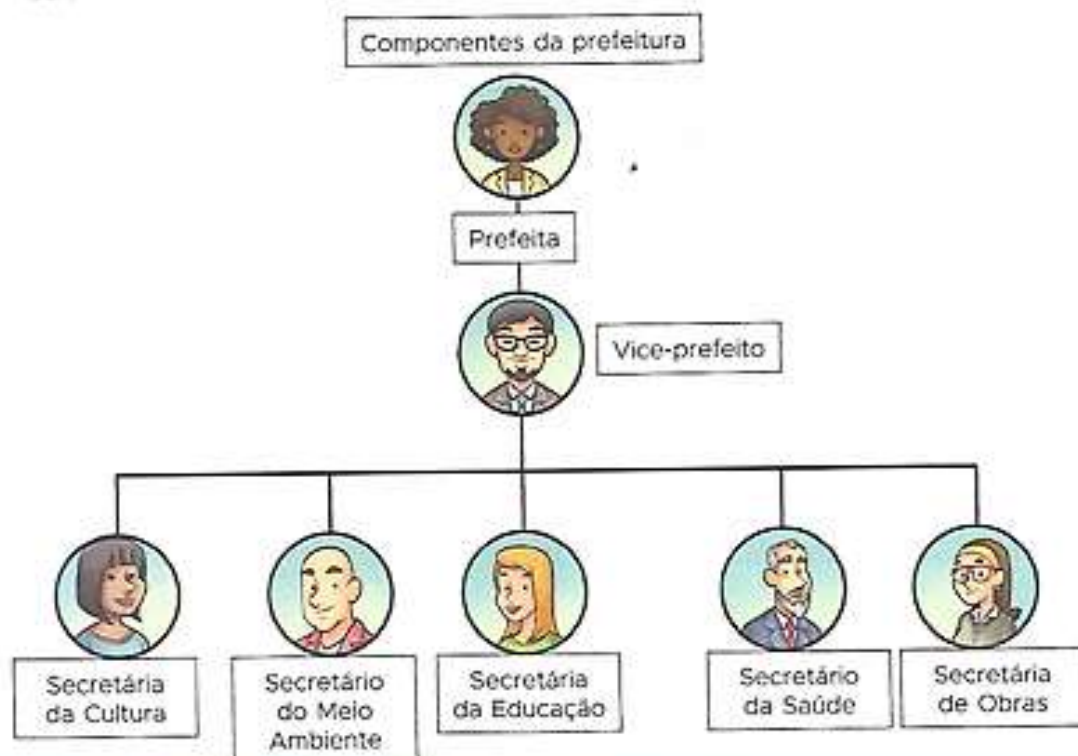 Componentes da prefeitura
Prefeita
Vice-prefeito
Secretária
da Cultura
Secretário
do Meio
Ambiente
Secretária
da Educação
Secretário
da Saúde
Secretária
de Obras